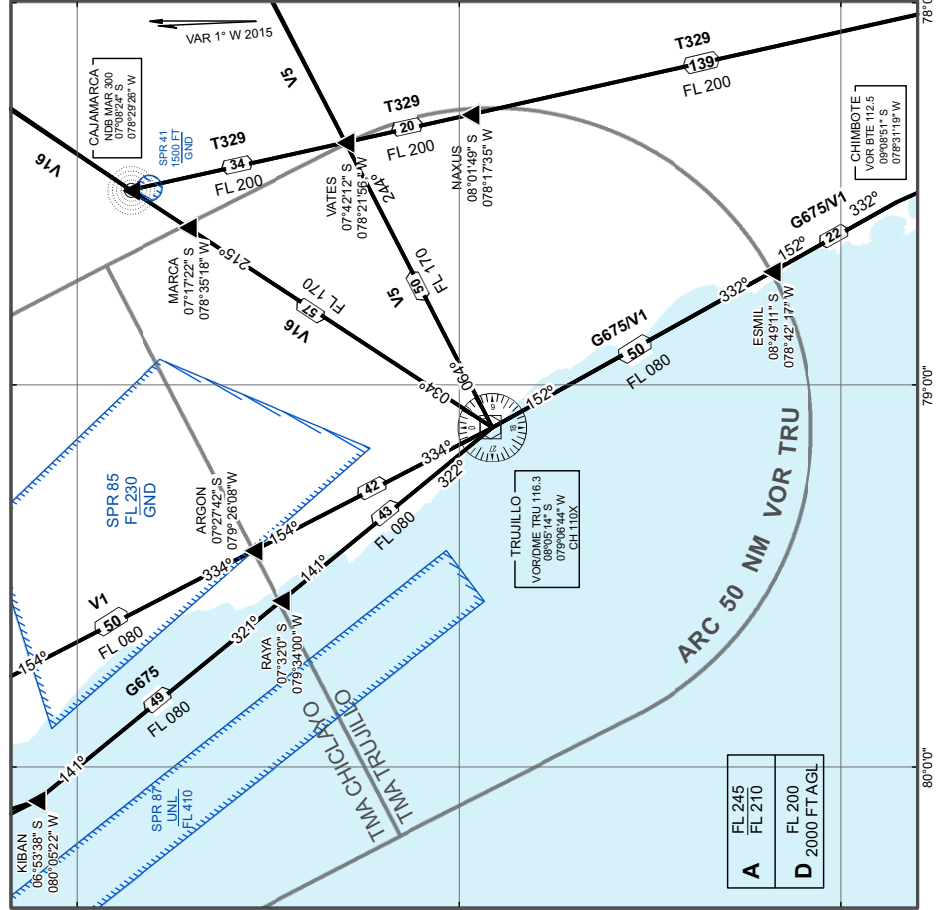 VAR 1° W 2015
78°0
CAJAMARCA
NDB MAR 300
07°08'24" S
078°29'26" W
V16
V5
SPR 41
1500 FT
GND
T329
34
FL 200
T329
20
FL 200
T329
139
FL 200
VATES
07°42'12" S
078°21'56" W
NAXUS
08°01'49" S
078°17'35" W
MARCA
07°17'22" S
078°35'18" W
215°
FL 170
57
V16
034°
244°
FL 170
50
V5
064°
CHIMBOTE
VOR BTE 112.5
09°08'51" S
078°31'19" W
G675/V1
22
152°
332°
332°
ESMIL
08°49'11" S
078°42'17" W
G675/V1
50
FL 080
152°
79°0'0"
0
9
18
27
TRUJILLO
VOR/DME TRU 116.3
08°05'14" S
079°06'44" W
CH 110X
SPR 85
FL 230
GND
ARGON
07°27'42" S
079°26'08"W
334°
154°
42
334°
V1
50
FL 080
154°
322°
43
FL 080
141°
321°
RAYA
07°32'0" S
079°34'00" W
G675
49
FL 080
141°
KIBAN
06°53'38" S
080°05'22" W
SPR 87
UNL
FL 410
TMA CHICLAYO
TMA TRUJILLO
ARC 50 NM VOR TRU
A
FL 245
FL 210
D
FL 200
2000 FT AGL
80°0'0"